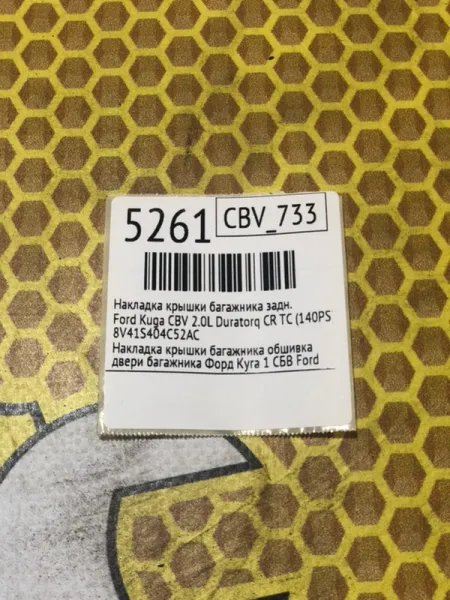 5261 CBV_733
Накладка крышки багажника задн.
Ford Kuga CBV 2.0L Duratorq CR TC (140PS
8V41S404C52AC
Накладка крышки багажника обшивка
двери багажника Форд Куга 1 СБВ Ford